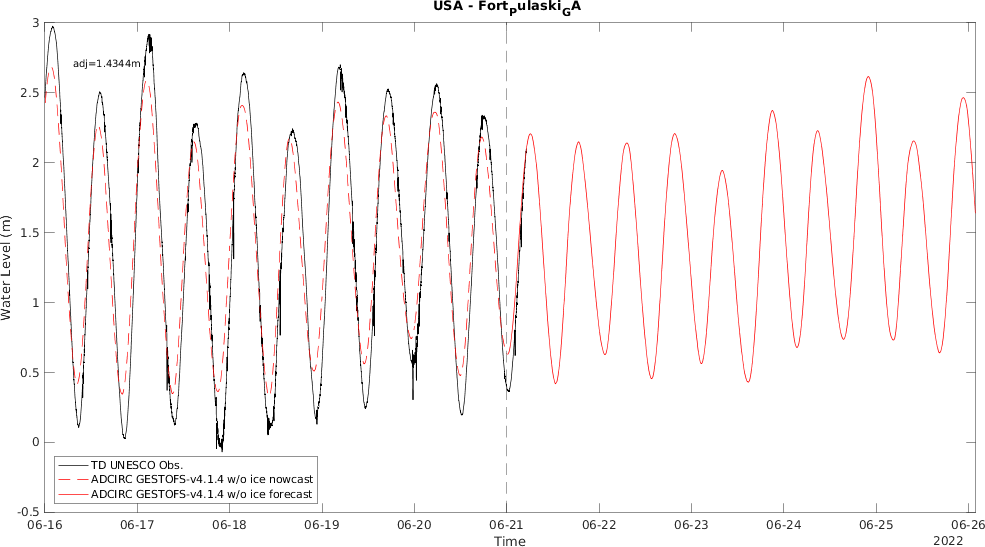 USA - Fort_Pulaski_GA
3
adj=1.4344m
2.5
2
1.5
1
0.5
0
-0.5
Water Level (m)
TD UNESCO Obs.
ADCIRC GESTOFS-v4.1.4 w/o ice nowcast
ADCIRC GESTOFS-v4.1.4 w/o ice forecast
06-16 06-17 06-18 06-19 06-20 06-21 06-22 06-23 06-24 06-25 06-26
Time
2022